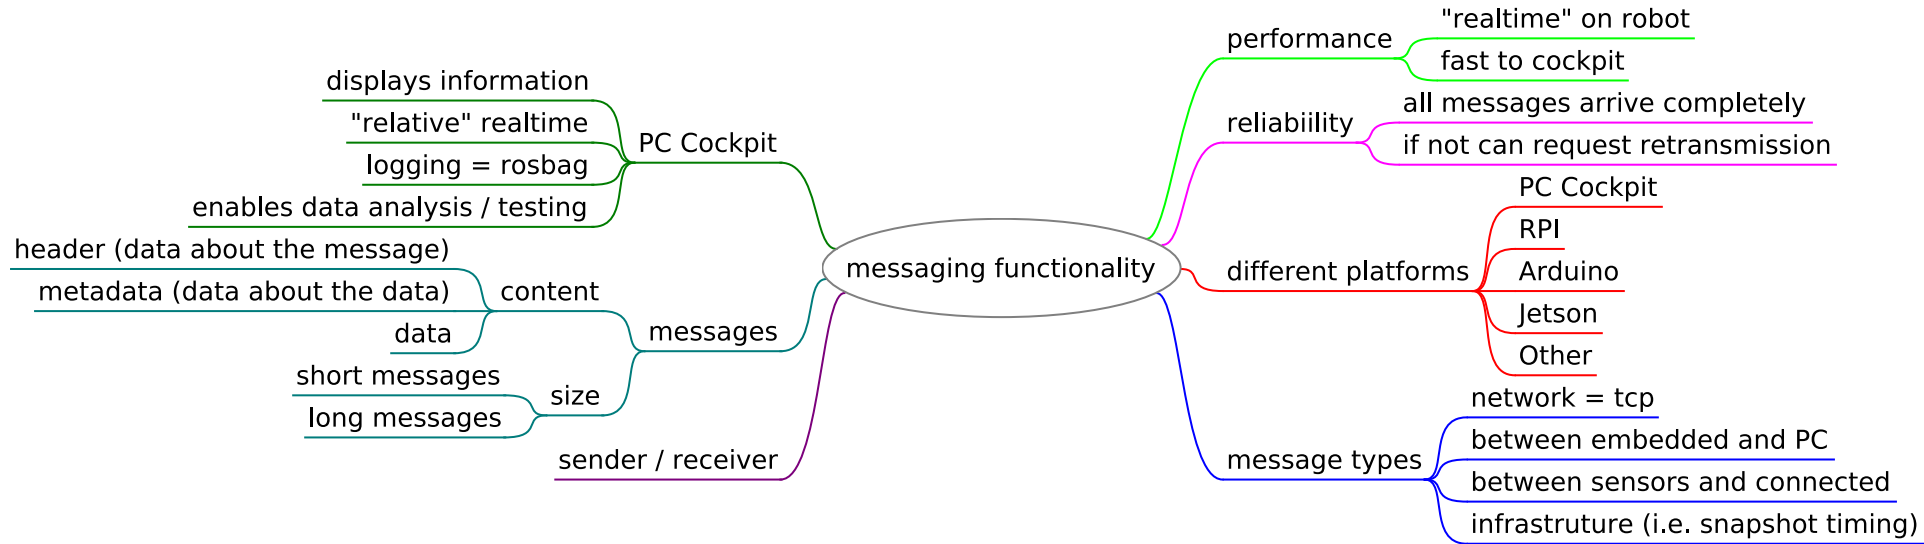 messaging functionality
performance
"realtime" on robot
fast to cockpit
reliabiility
all messages arrive completely
if not can request retransmission
different platforms
PC Cockpit
RPI
Arduino
Jetson
Other
message types
network = tcp
between embedded and PC
between sensors and connected
infrastruture (i.e. snapshot timing)
PC Cockpit
displays information
"relative" realtime
logging = rosbag
enables data analysis / testing
messages
content
header (data about the message)
metadata (data about the data)
data
size
short messages
long messages
sender / receiver